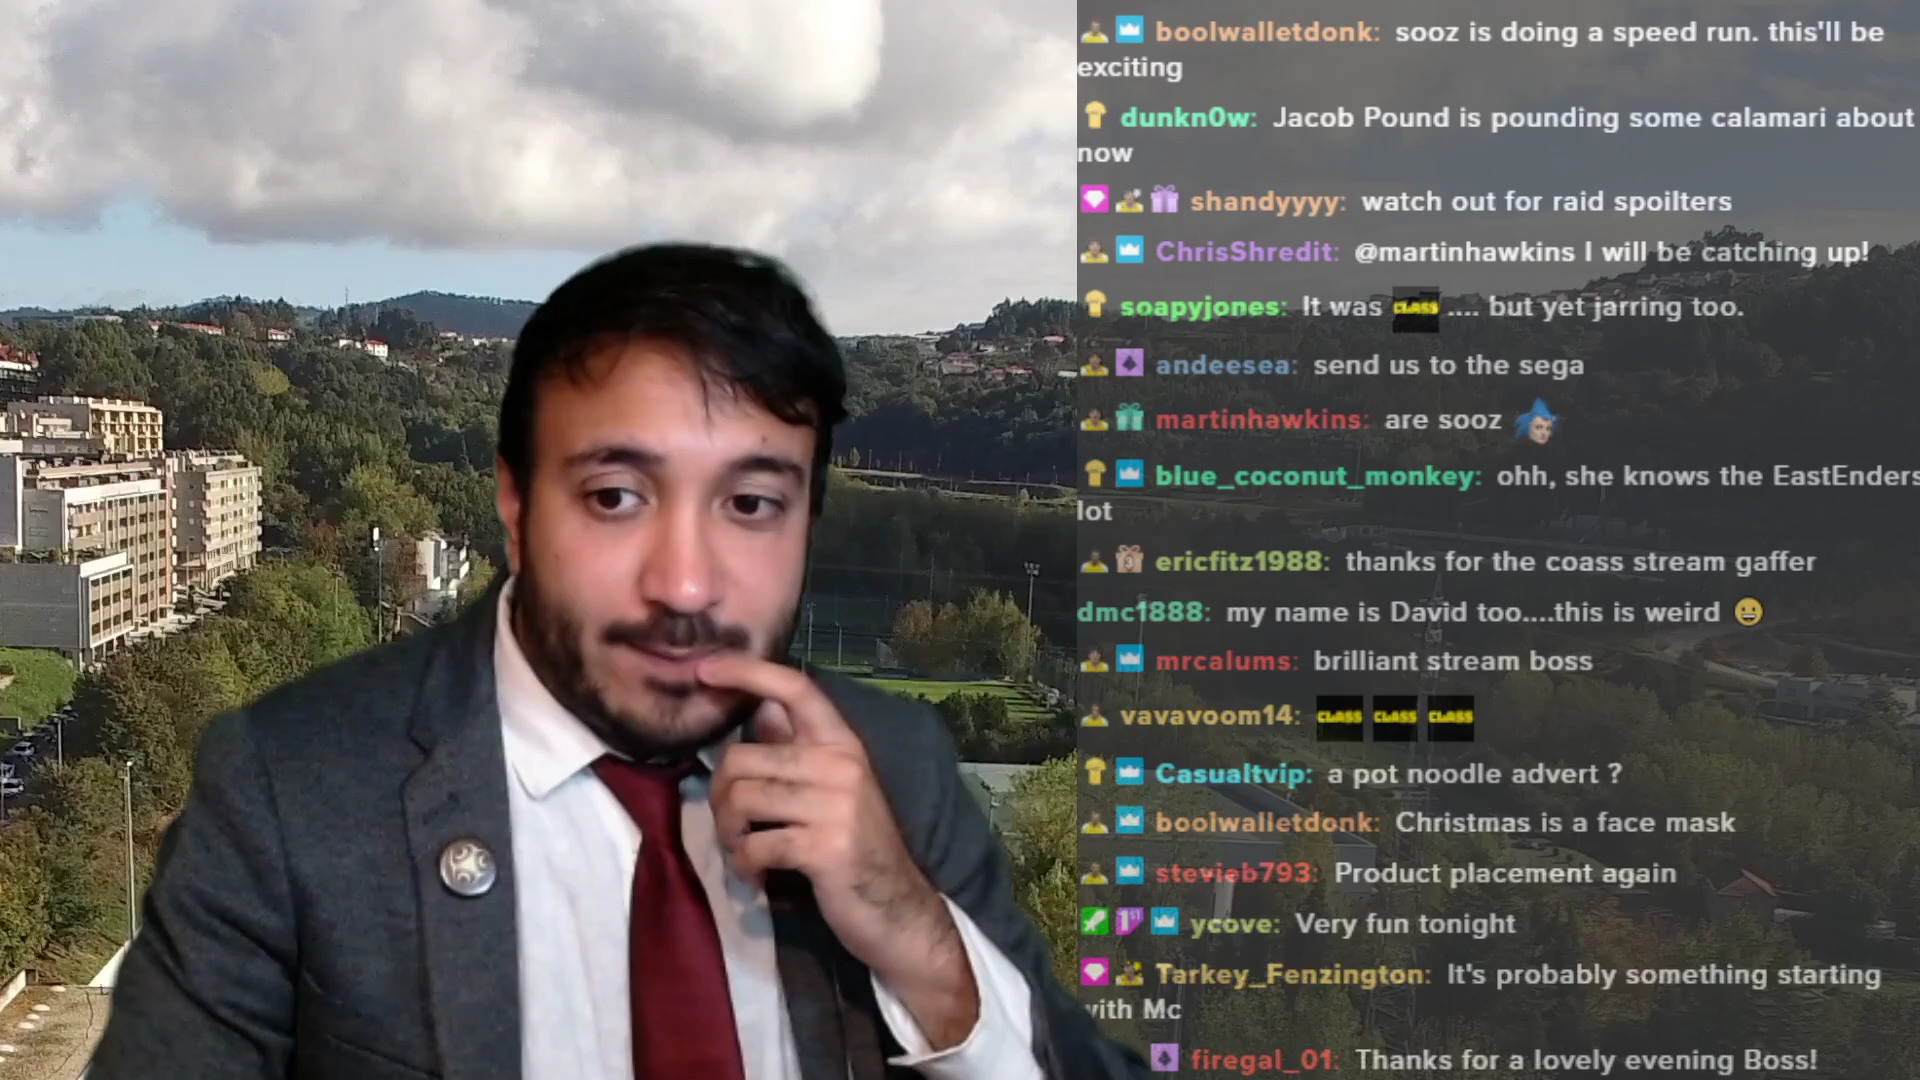 boolwalletdonk: sooz is doing a speed run. this'll be
exciting
dunkn0w: Jacob Pound is pounding some calamari about
now
shandyyyy: watch out for raid spoilters
ChrisShredit: @martinhawkins I will be catching up!
soapyjones: It was CLASS .... but yet jarring too.
andeesea: send us to the sega
martinhawkins: are sooz
blue_coconut_monkey: ohh, she knows the EastEnders
lot
ericfitz1988: thanks for the coass stream gaffer
dmc1888: my name is David too....this is weird 😀
mrcalums: brilliant stream boss
vavavoom14: CLASS CLASS CLASS
Casualtvip: a pot noodle advert ?
boolwalletdonk: Christmas is a face mask
stevieb793: Product placement again
1ST ycove: Very fun tonight
Tarkey_Fenzington: It's probably something starting
with Mc
firegal_01: Thanks for a lovely evening Boss!